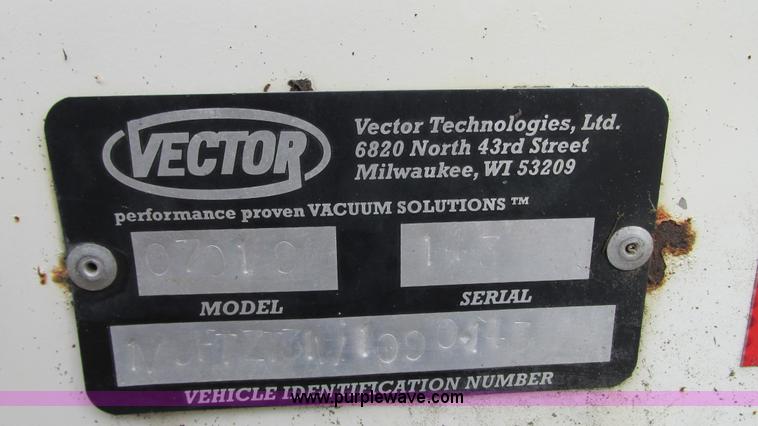 VECTOR
Vector Technologies, Ltd.
6820 North 43rd Street
Milwaukee, WI 53209
performance proven VACUUM SOLUTIONS ™
MODEL
SERIAL
VEHICLE IDENTIFICATION NUMBER
www.purplewave.com